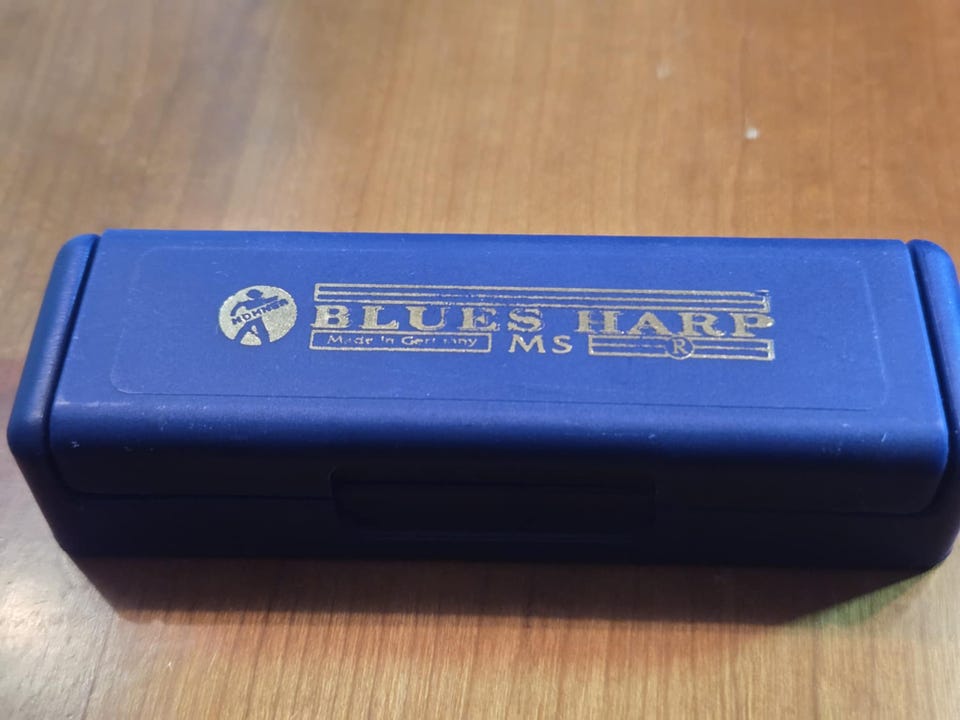 HOHNER
BLUES HARP
Made in Germany MS ®